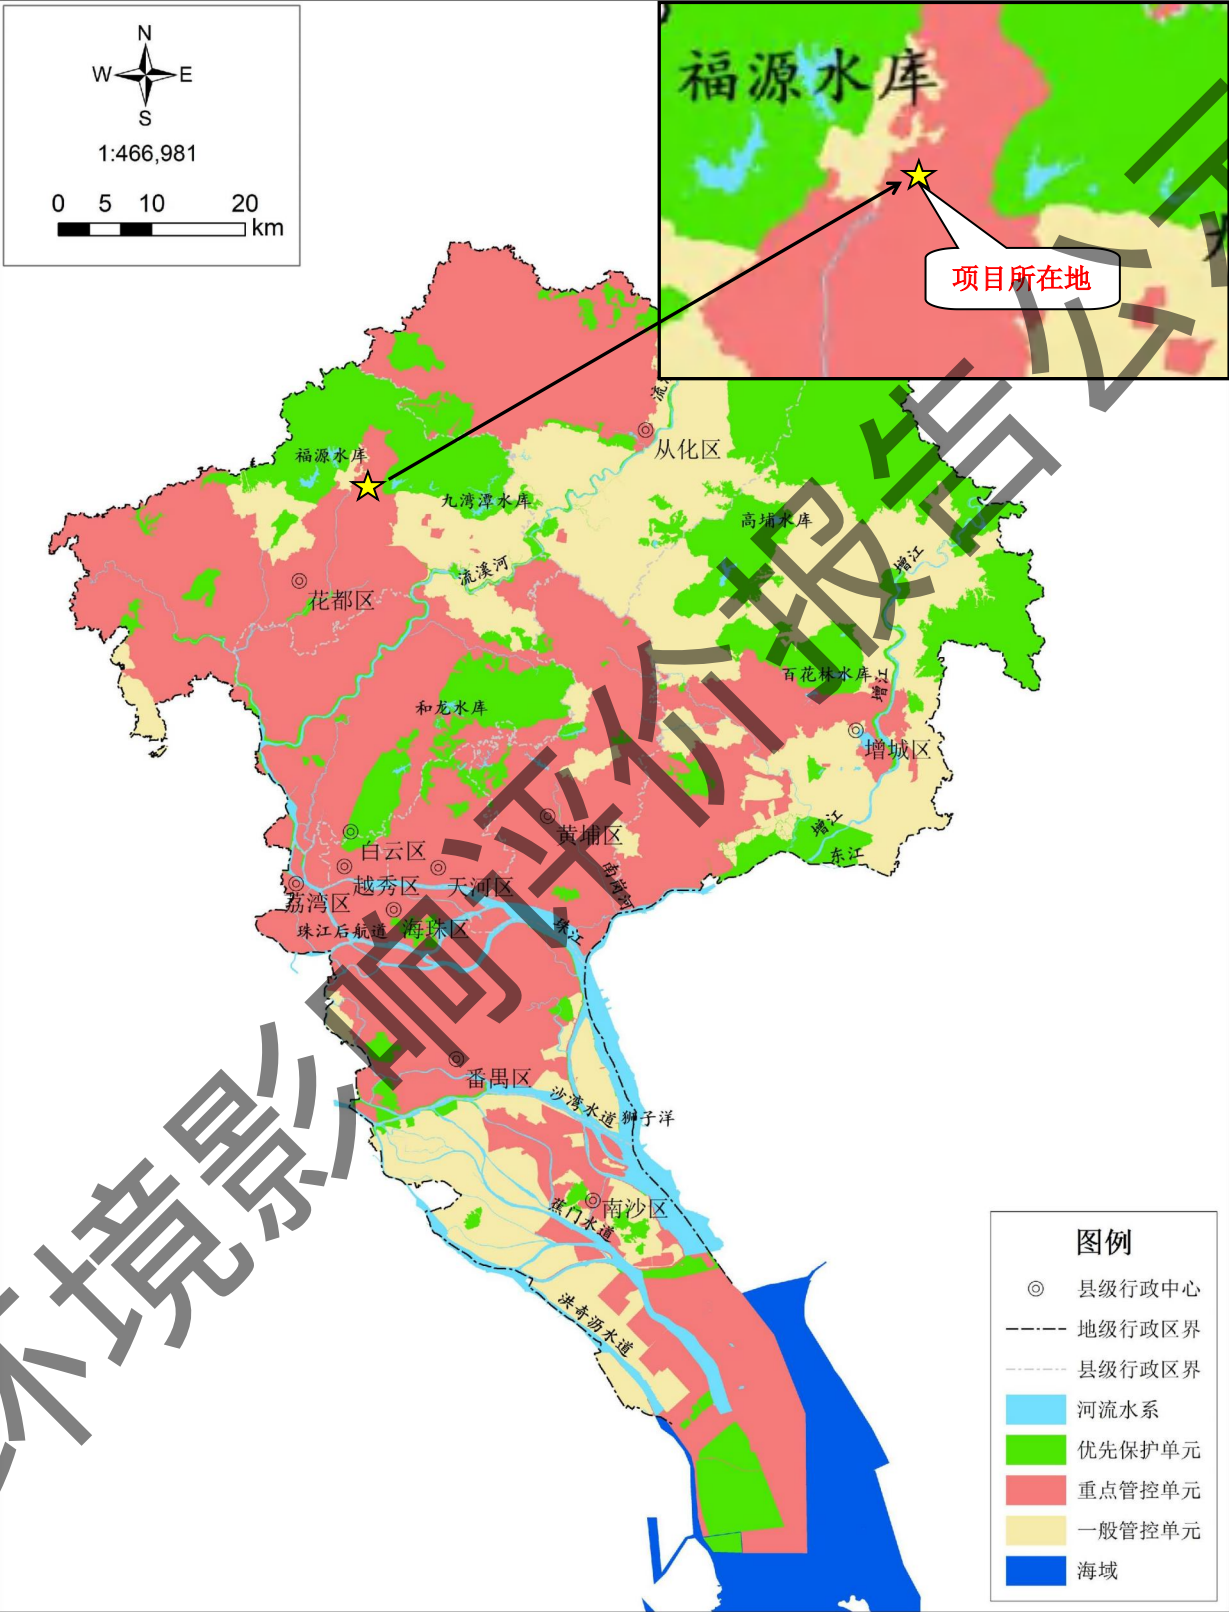 N
W E
S
1:466,981
0 5 10 20
km
福源水库
项目所在地
从化区
福源水库
九湾潭水库
高埔水库
流溪河
增江
花都区
百花林水库
增江
和龙水库
增城区
增江
东江
黄埔区
白云区
越秀区
天河区
荔湾区
南岗河
海珠区
珠江后航道
珠江
番禺区
沙湾水道
狮子洋
南沙区
蕉门水道
洪奇沥水道
图例
县级行政中心
地级行政区界
县级行政区界
河流水系
优先保护单元
重点管控单元
一般管控单元
海域
环境影响评价报告公示